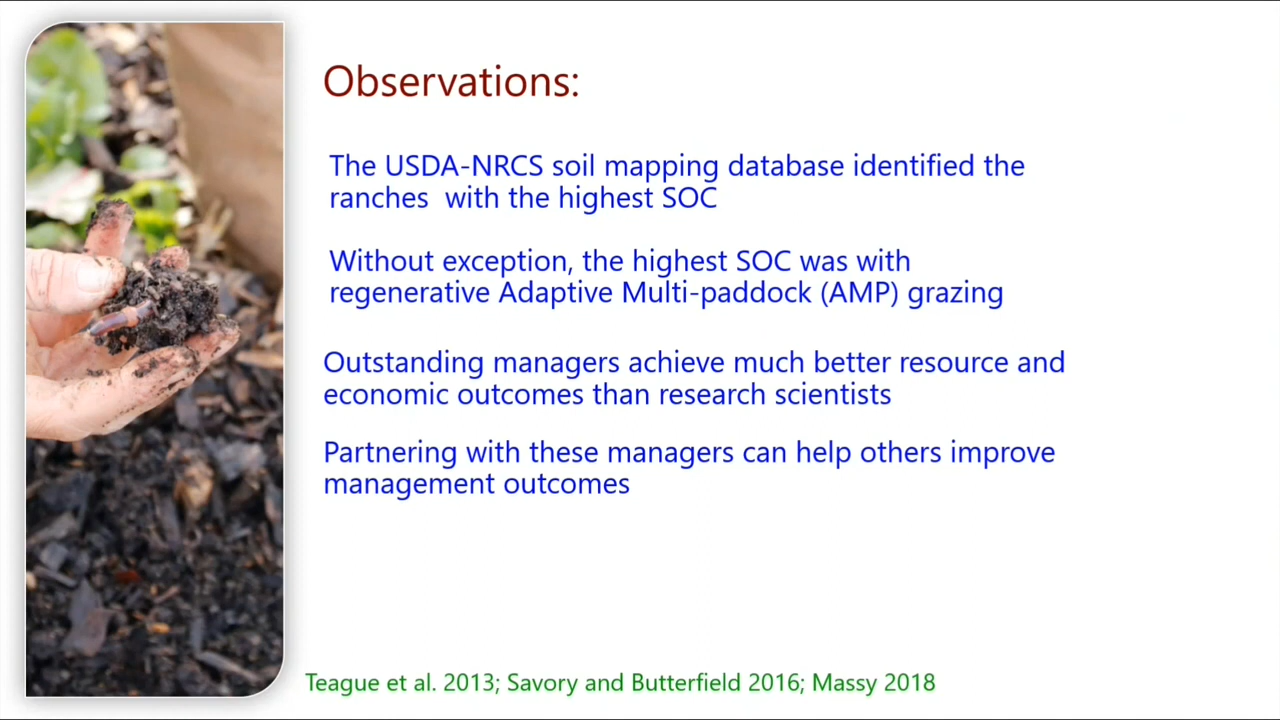 Observations:
The USDA-NRCS soil mapping database identified the
ranches with the highest SOC
Without exception, the highest SOC was with
regenerative Adaptive Multi-paddock (AMP) grazing
Outstanding managers achieve much better resource and
economic outcomes than research scientists
Partnering with these managers can help others improve
management outcomes
Teague et al. 2013; Savory and Butterfield 2016; Massy 2018